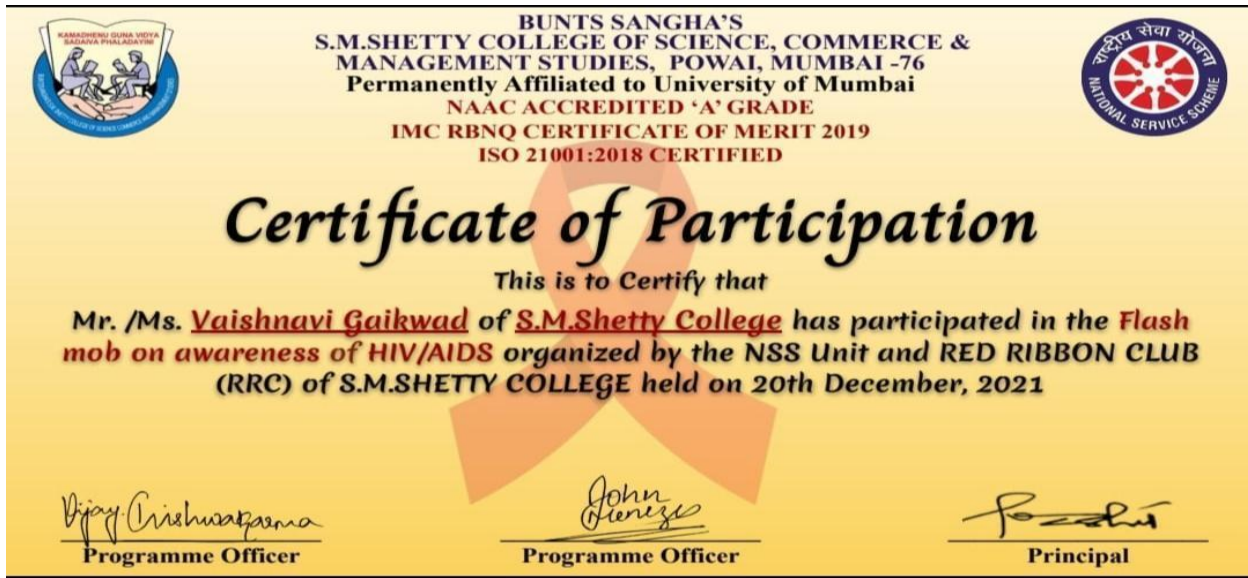 BUNTS SANGHA'S
S.M.SHETTY COLLEGE OF SCIENCE, COMMERCE &
MANAGEMENT STUDIES, POWAI, MUMBAI -76
Permanently Affiliated to University of Mumbai
NAAC ACCREDITED 'A' GRADE
IMC RBNQ CERTIFICATE OF MERIT 2019
ISO 21001:2018 CERTIFIED
KAMADHENU GUNA VIDYA
SADAIVA PHALADAYINI
राष्ट्रीय सेवा योजना
NATIONAL SERVICE SCHEME
Certificate of Participation
This is to Certify that
Mr. /Ms. Vaishnavi Gaikwad of S.M.Shetty College has participated in the Flash
mob on awareness of HIV/AIDS organized by the NSS Unit and RED RIBBON CLUB
(RRC) of S.M.SHETTY COLLEGE held on 20th December, 2021
Vijay
John
Programme Officer
Programme Officer
Principal